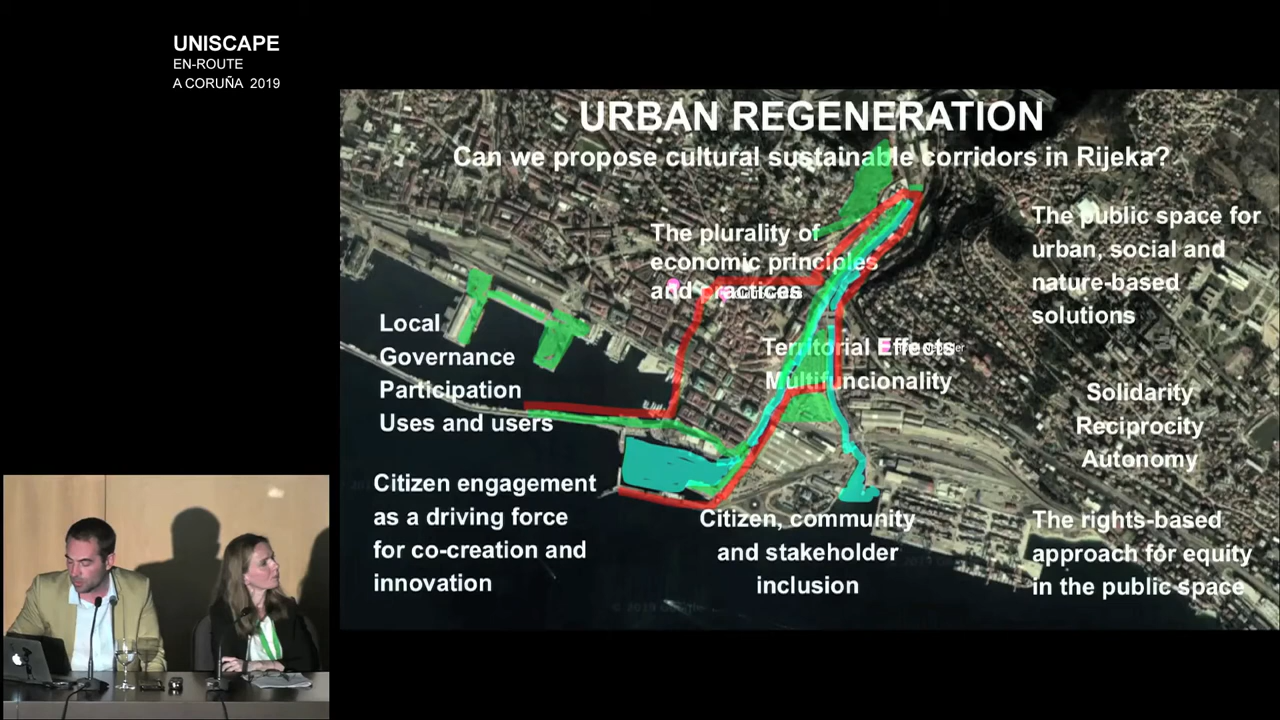 UNISCAPE
EN-ROUTE
A CORUÑA 2019
URBAN REGENERATION
Can we propose cultural sustainable corridors in Rijeka?
The plurality of
economic principles
and practices
The public space for
urban, social and
nature-based
solutions
Local
Governance
Participation
Uses and users
Territorial Effects
Multifuncionality
Solidarity
Reciprocity
Autonomy
Citizen engagement
as a driving force
for co-creation and
innovation
Citizen, community
and stakeholder
inclusion
The rights-based
approach for equity
in the public space